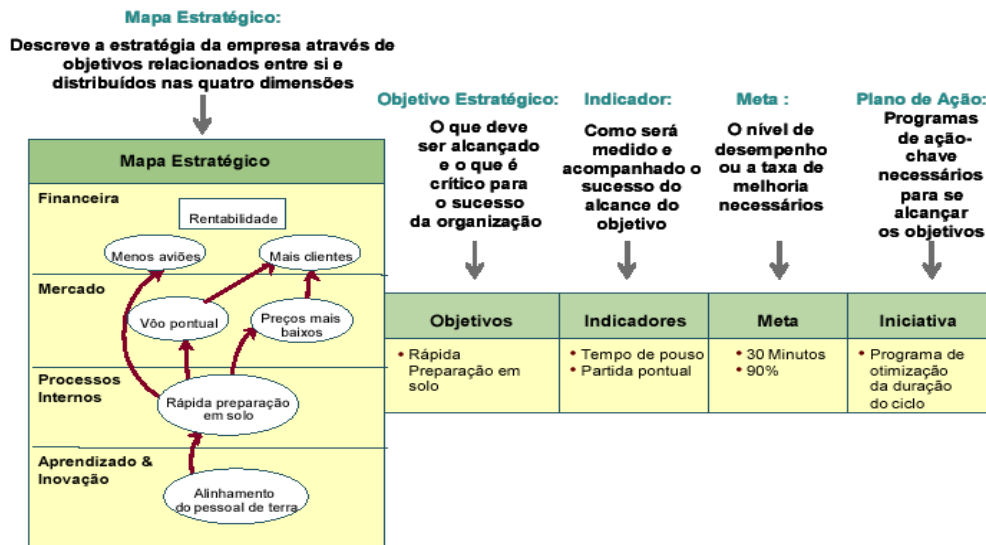 Mapa Estratégico:
Descreve a estratégia da empresa através de
objetivos relacionados entre si e
distribuídos nas quatro dimensões
Mapa Estratégico
Financeira
Rentabilidade
Menos aviões
Mais clientes
Mercado
Vôo pontual
Preços mais
baixos
Processos
Internos
Rápida preparação
em solo
Aprendizado &
Inovação
Alinhamento
do pessoal de terra
Objetivo Estratégico:
O que deve
ser alcançado
e o que é
crítico para
o sucesso
da organização
Indicador:
Como será
medido e
acompanhado o
sucesso do
alcance do
objetivo
Meta :
O nível de
desempenho
ou a taxa de
melhoria
necessários
Plano de Ação:
Programas
de ação-
chave
necessários
para se
alcançar
os objetivos
Objetivos
Indicadores
Meta
Iniciativa
• Rápida
Preparação em
solo
• Tempo de pouso
• Partida pontual
• 30 Minutos
• 90%
• Programa de
otimização
da duração
do ciclo